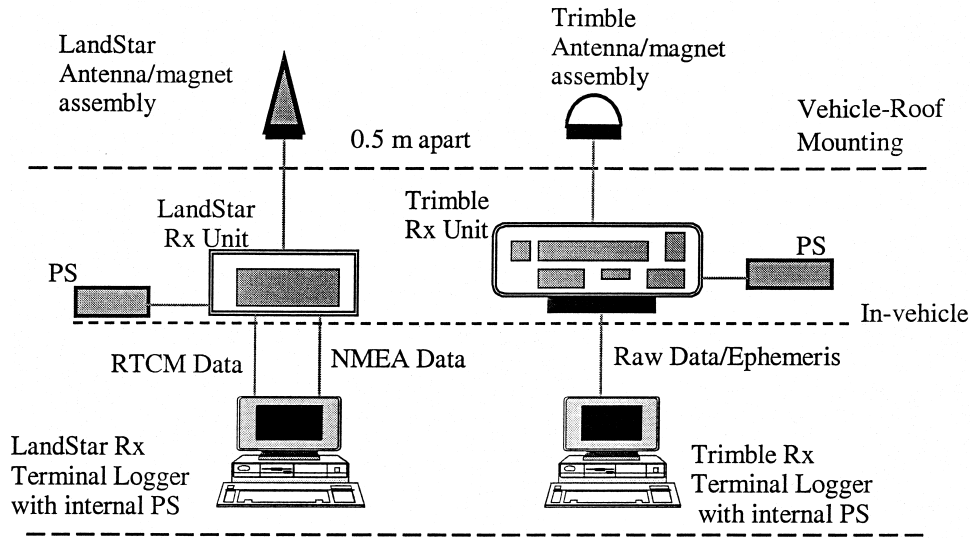 LandStar
Antenna/magnet
assembly
Trimble
Antenna/magnet
assembly
Vehicle-Roof
Mounting
0.5 m apart
LandStar
Rx Unit
Trimble
Rx Unit
PS
PS
In-vehicle
RTCM Data
NMEA Data
Raw Data/Ephemeris
LandStar Rx
Terminal Logger
with internal PS
Trimble Rx
Terminal Logger
with internal PS